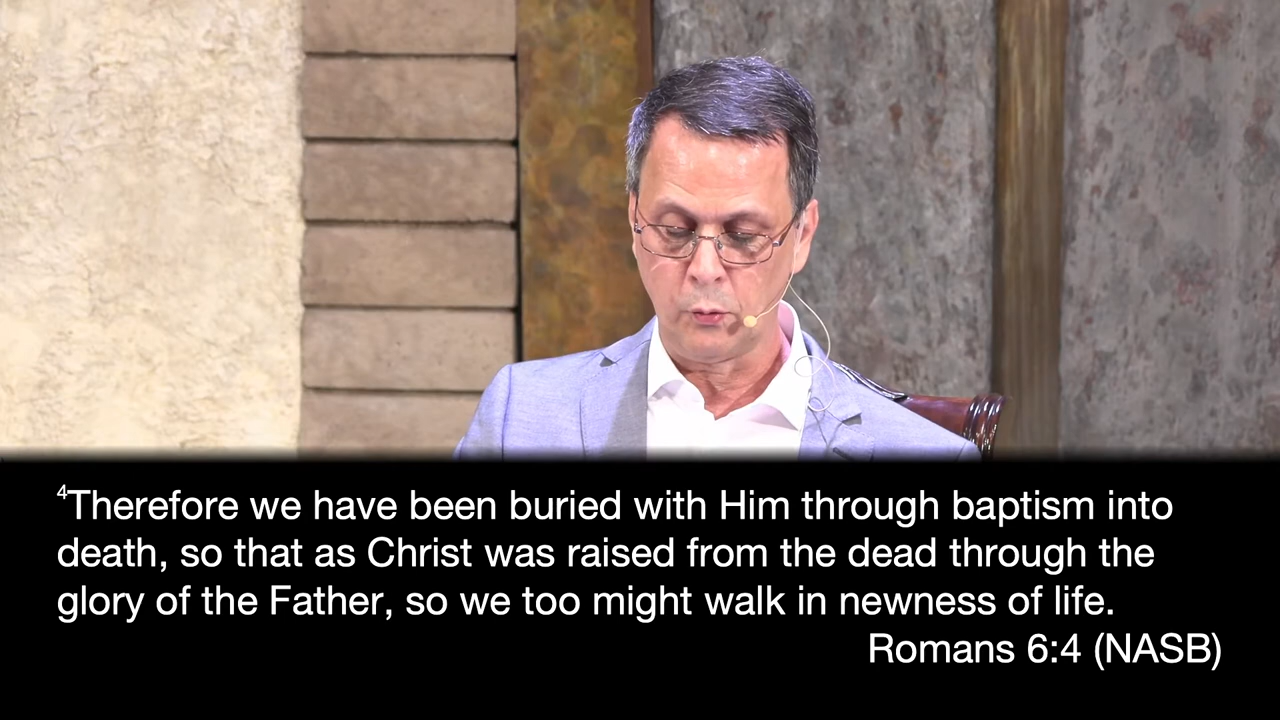 ⁴Therefore we have been buried with Him through baptism into
death, so that as Christ was raised from the dead through the
glory of the Father, so we too might walk in newness of life.
Romans 6:4 (NASB)